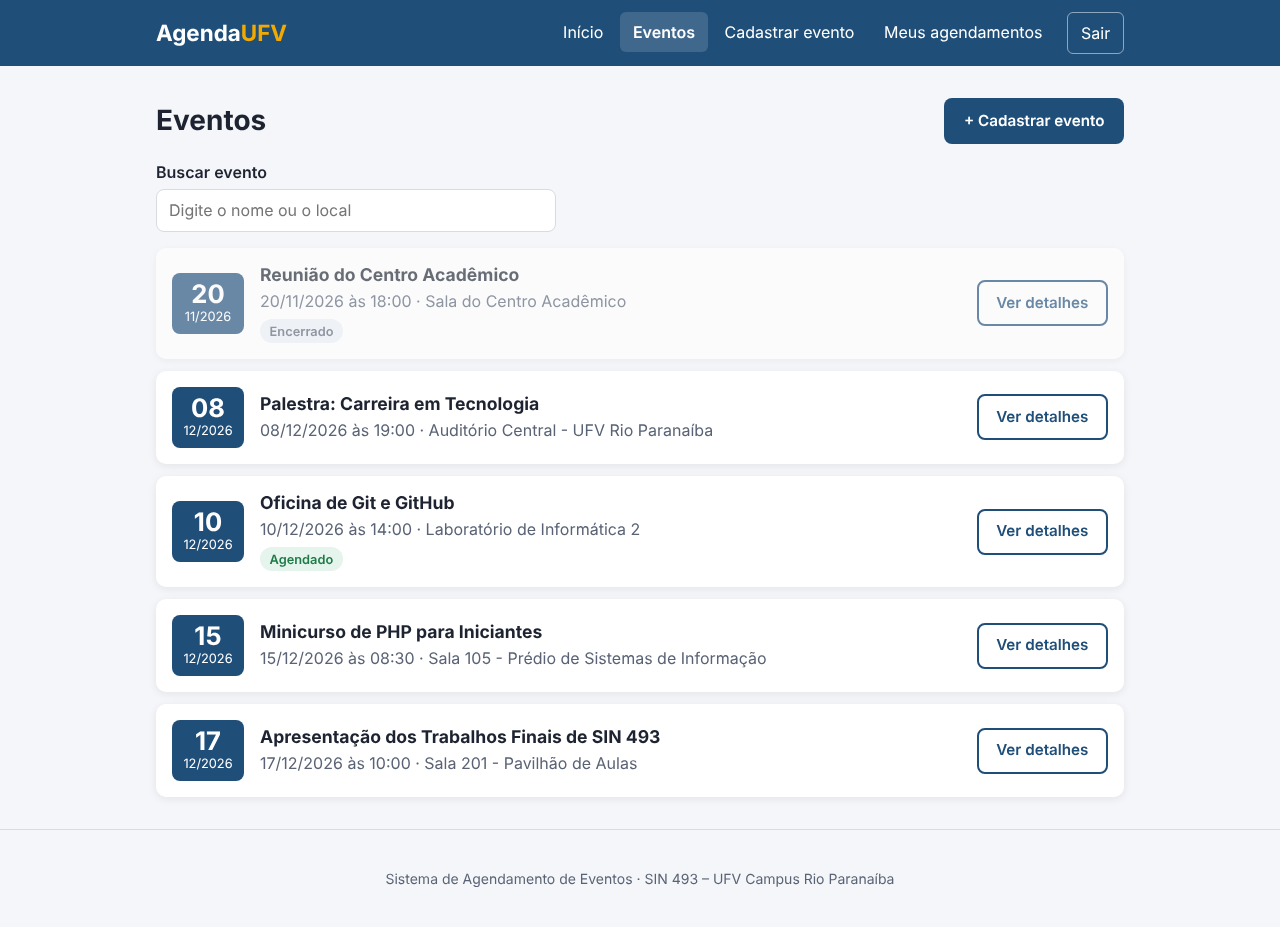 AgendaUFV
Início Eventos Cadastrar evento Meus agendamentos Sair
Eventos
+ Cadastrar evento
Buscar evento
Digite o nome ou o local
20
11/2026
Reunião do Centro Acadêmico
20/11/2026 às 18:00 · Sala do Centro Acadêmico
Encerrado
Ver detalhes
08
12/2026
Palestra: Carreira em Tecnologia
08/12/2026 às 19:00 · Auditório Central - UFV Rio Paranaíba
Ver detalhes
10
12/2026
Oficina de Git e GitHub
10/12/2026 às 14:00 · Laboratório de Informática 2
Agendado
Ver detalhes
15
12/2026
Minicurso de PHP para Iniciantes
15/12/2026 às 08:30 · Sala 105 - Prédio de Sistemas de Informação
Ver detalhes
17
12/2026
Apresentação dos Trabalhos Finais de SIN 493
17/12/2026 às 10:00 · Sala 201 - Pavilhão de Aulas
Ver detalhes
Sistema de Agendamento de Eventos · SIN 493 – UFV Campus Rio Paranaíba